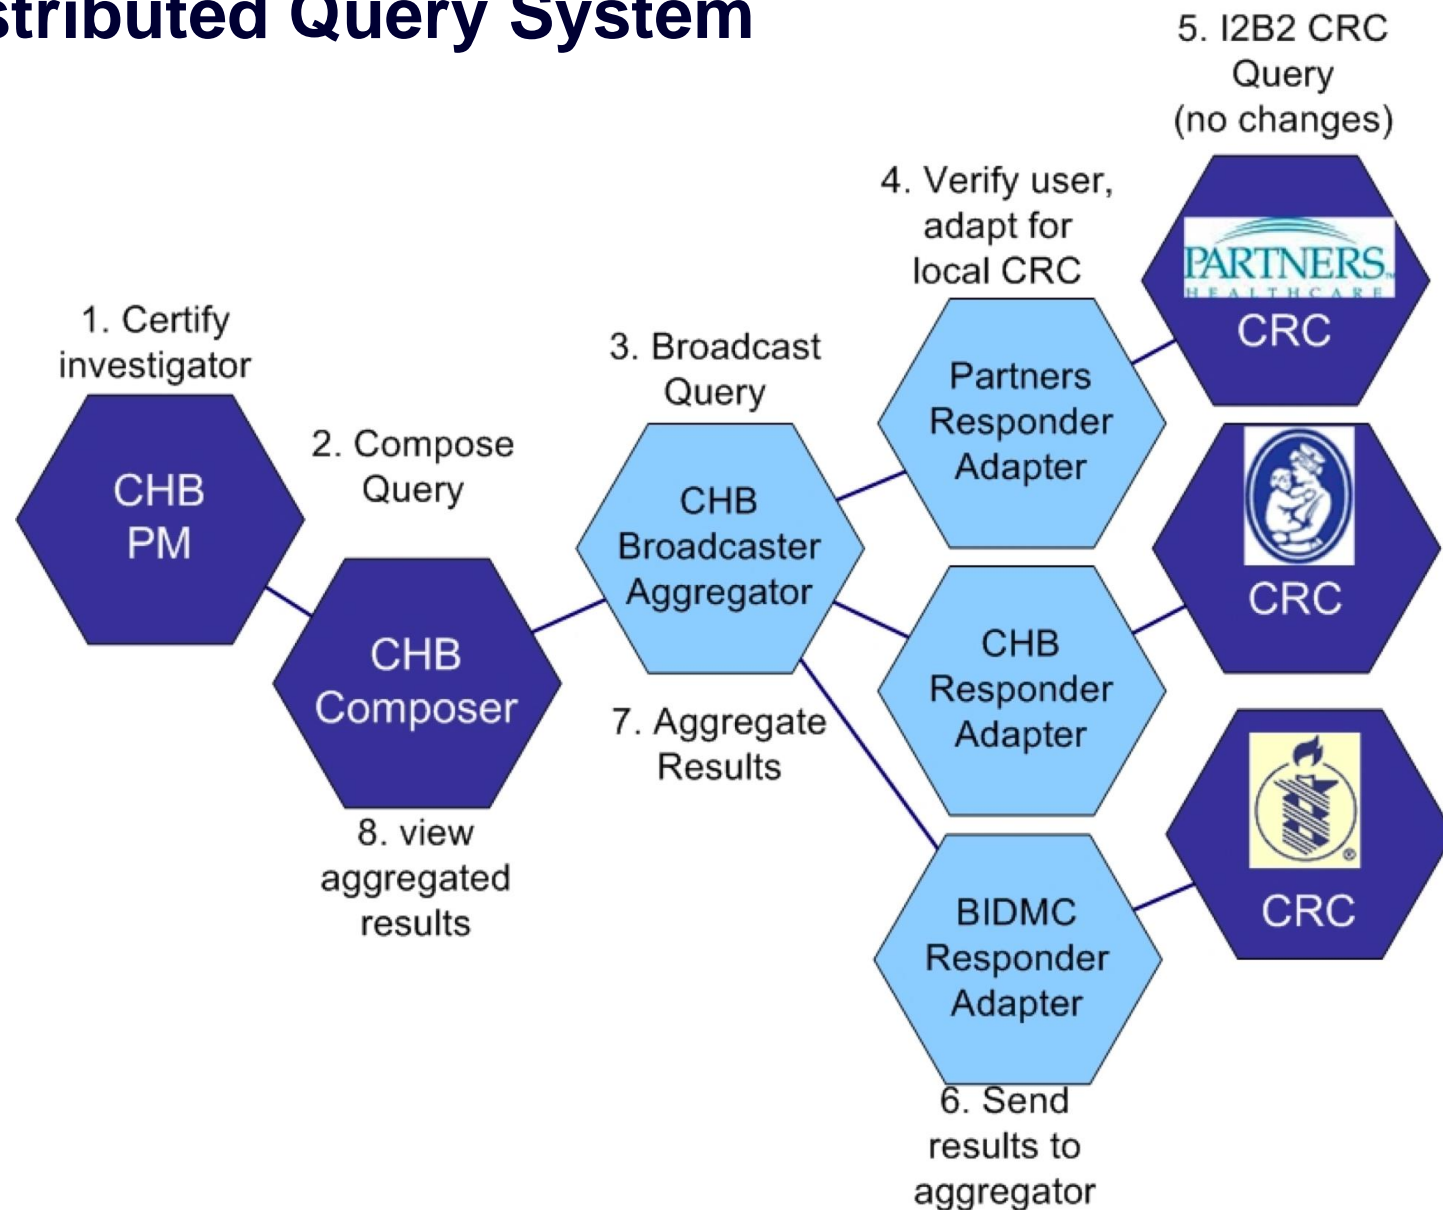 stributed Query System
5. I2B2 CRC
Query
(no changes)
4. Verify user,
adapt for
local CRC
PARTNERS™
HEALTHCARE
CRC
1. Certify
investigator
3. Broadcast
Query
Partners
Responder
Adapter
2. Compose
Query
CHB
PM
CHB
Broadcaster
Aggregator
CRC
CHB
Composer
CHB
Responder
Adapter
7. Aggregate
Results
8. view
aggregated
results
®
CRC
BIDMC
Responder
Adapter
6. Send
results to
aggregator